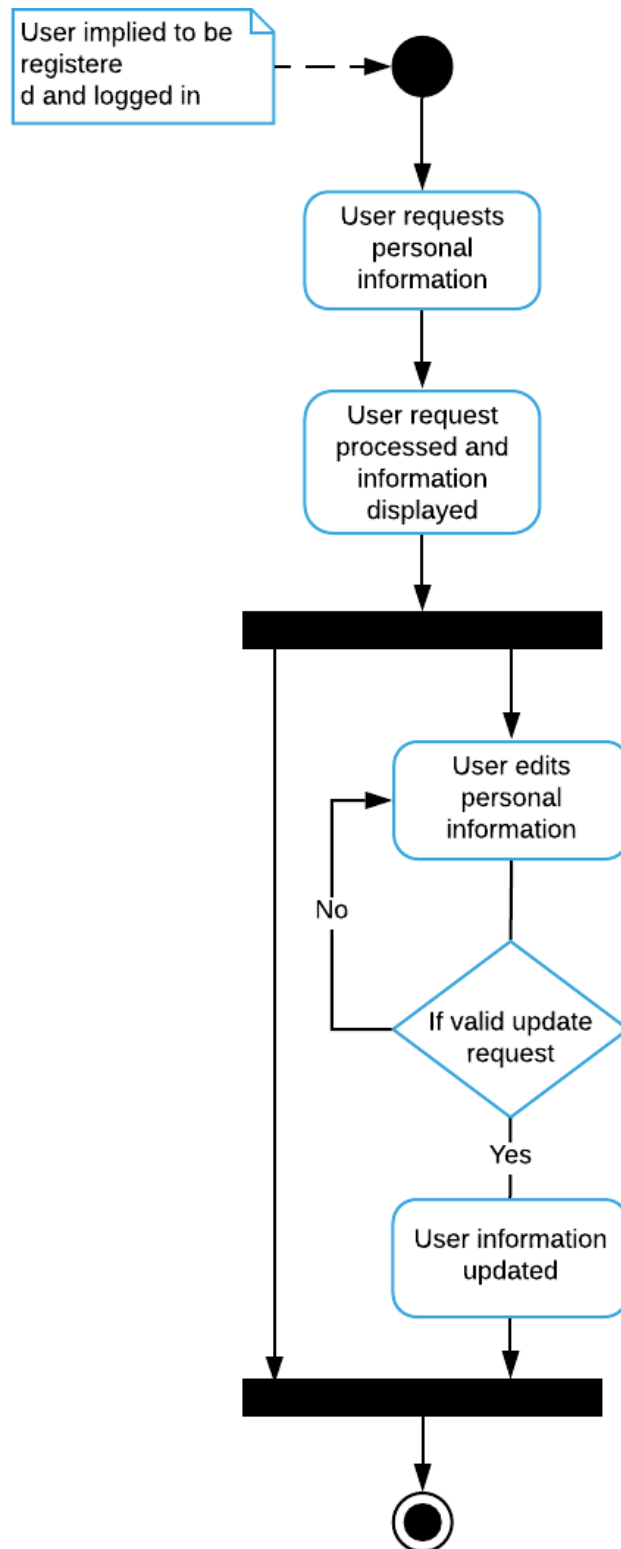 User implied to be
registere
d and logged in
User requests
personal
information
User request
processed and
information
displayed
User edits
personal
information
No
If valid update
request
Yes
User information
updated